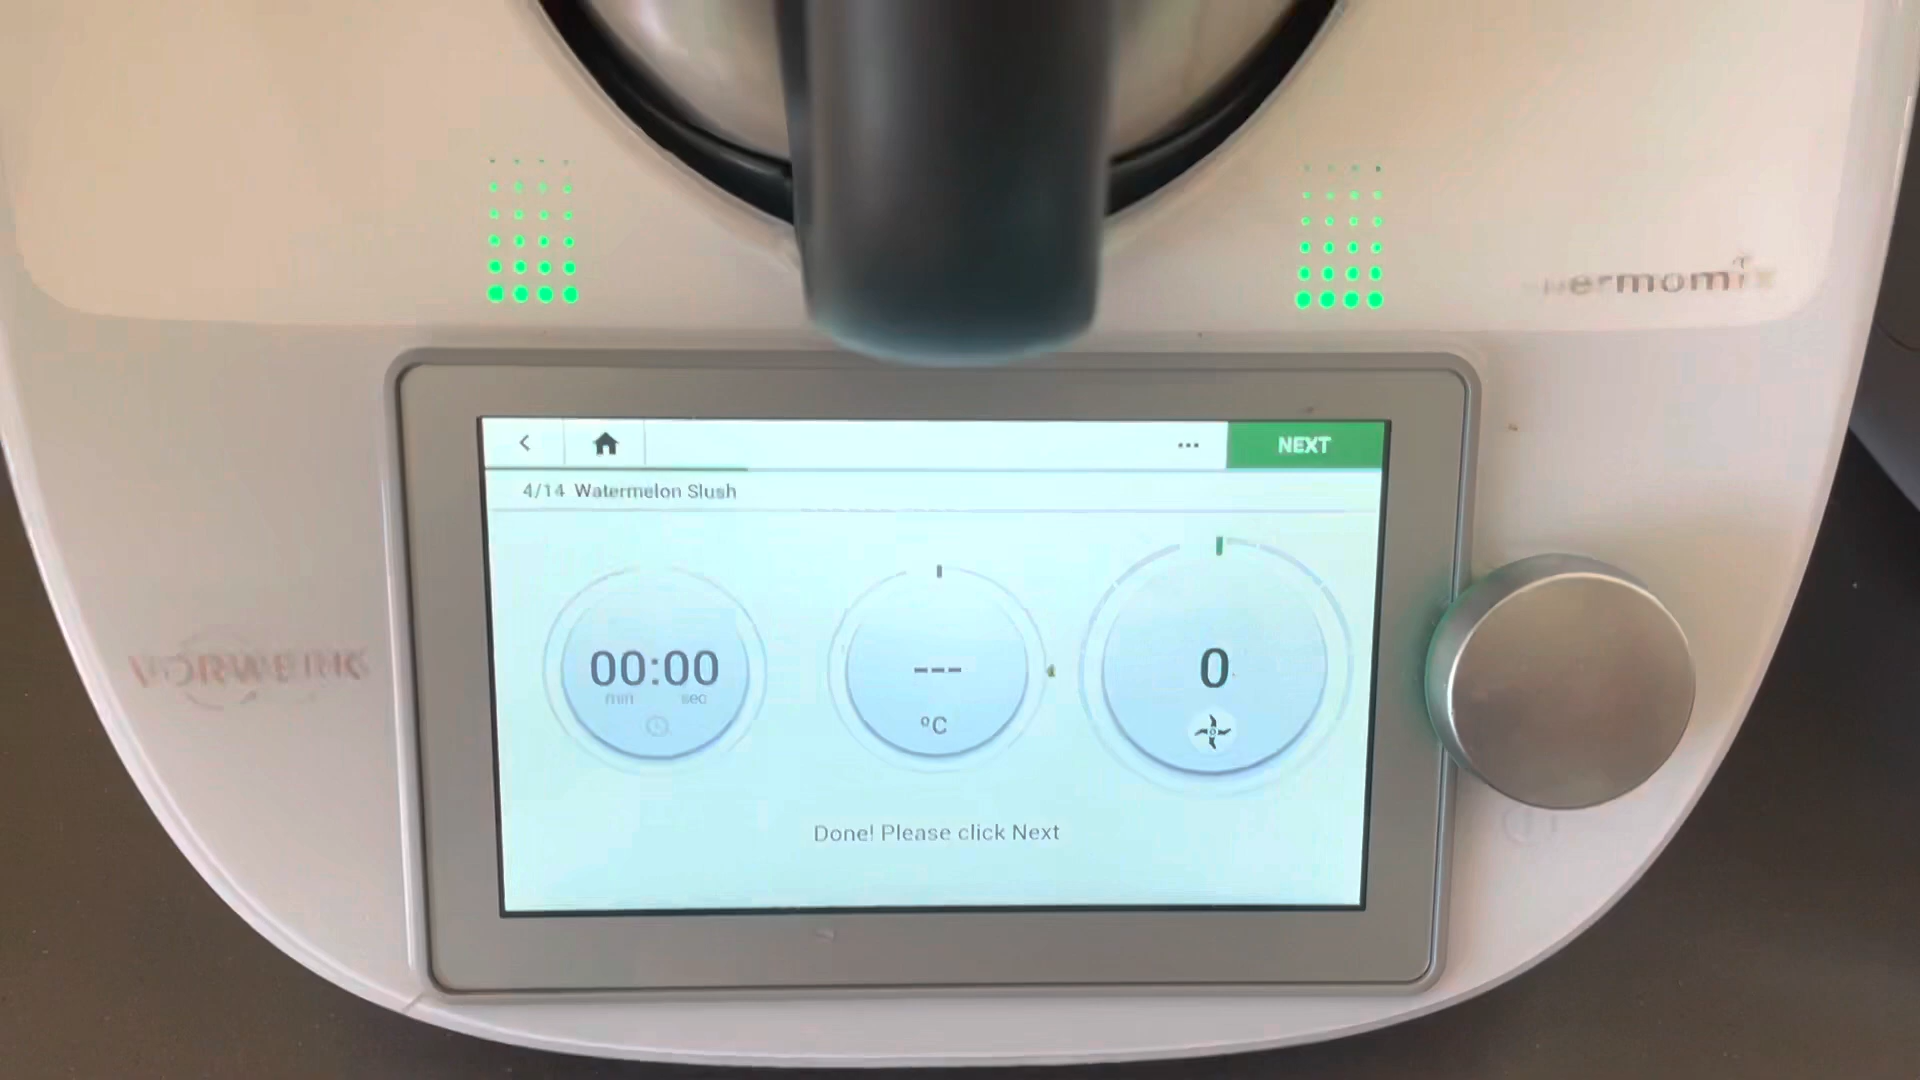 NEXT
4/14 Watermelon Slush
00:00
min sec
---
°C
0
Done! Please click Next